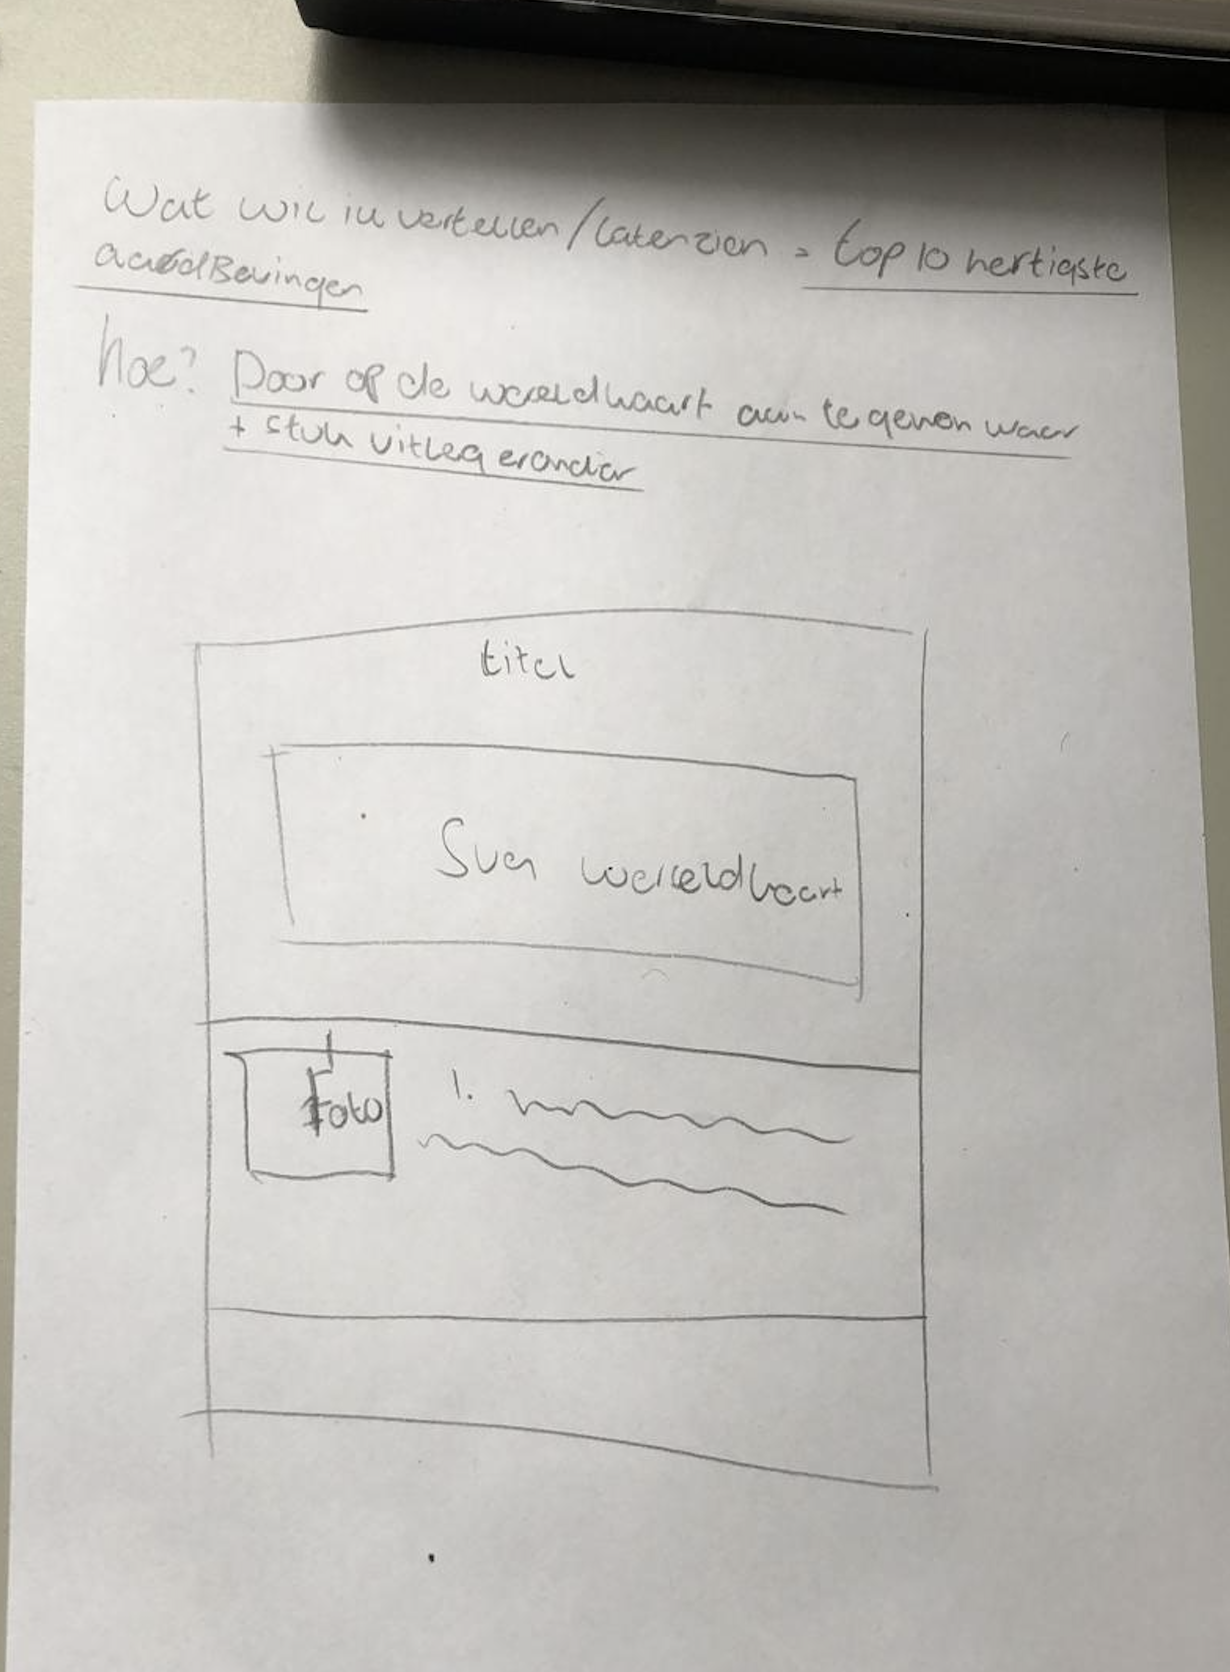 Wat wil ik vertellen / laten zien = top 10 heftigste
aardBevingen
hoe? Door op de wereldkaart aan te geven waar
+ stuk uitleg eronder
titel
Sven wereldkaart
Foto 1.